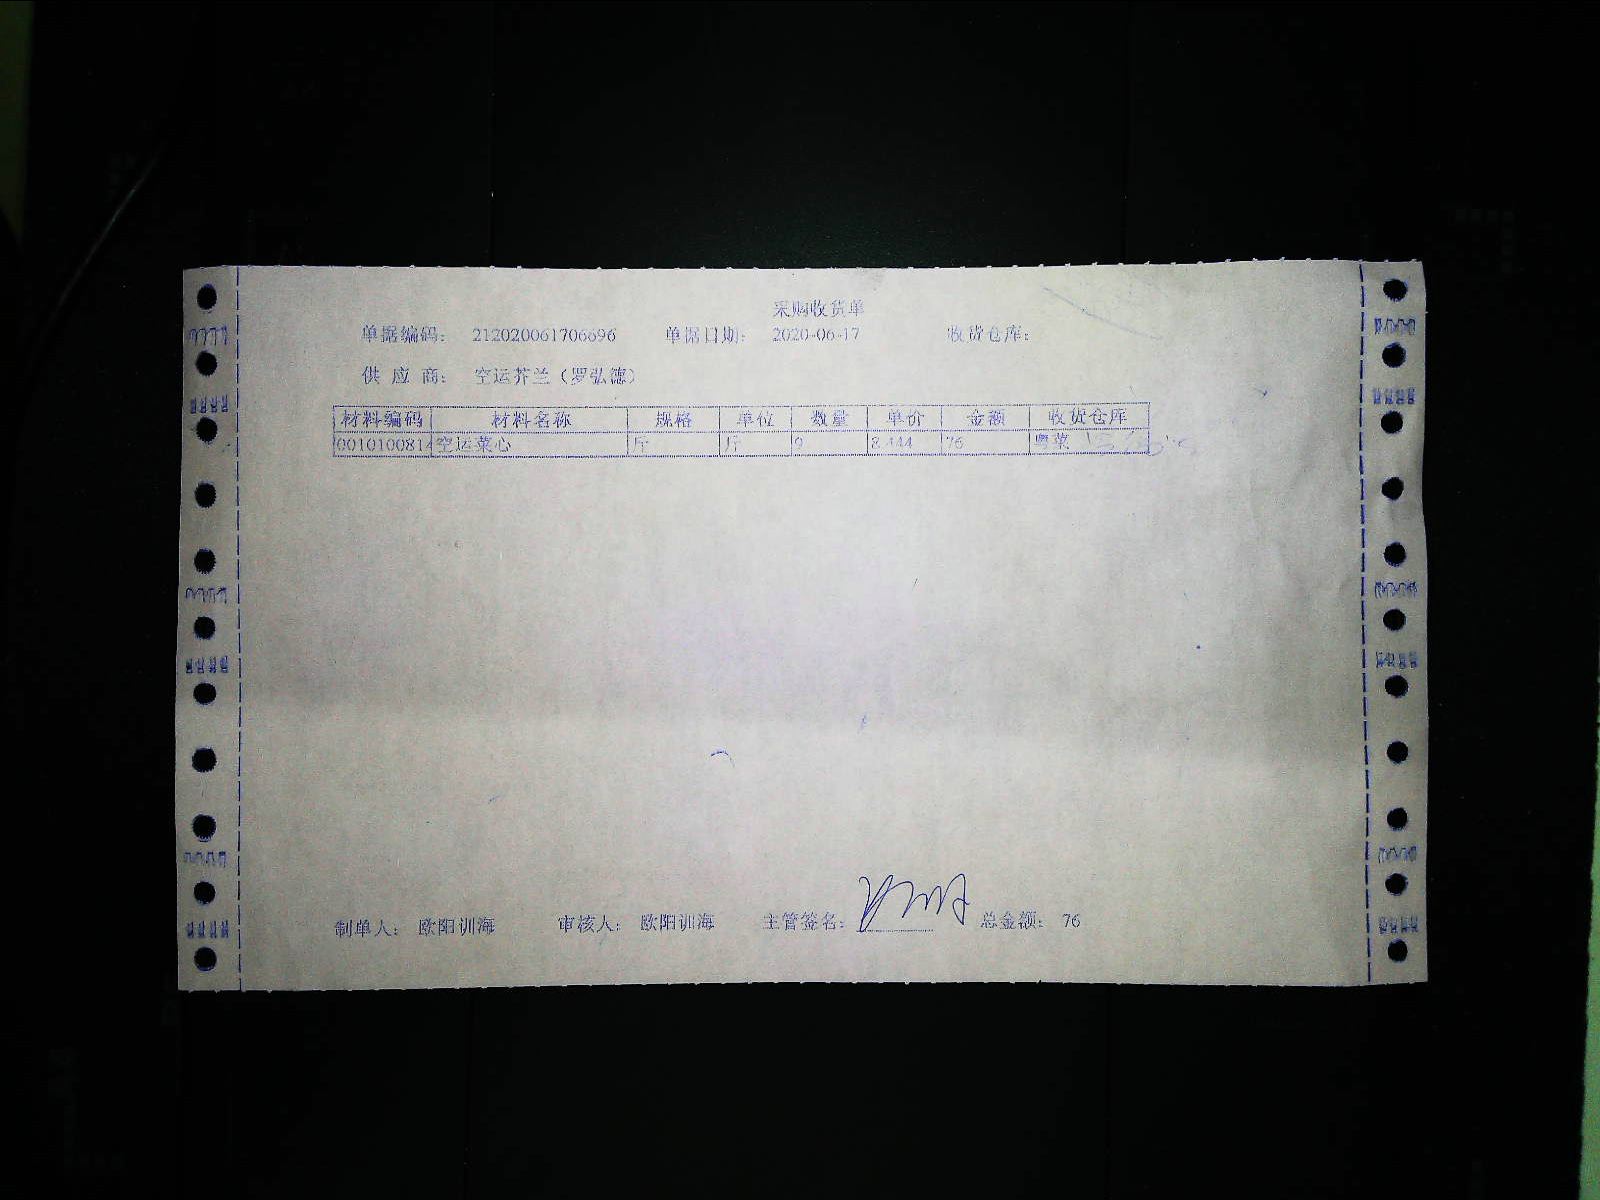 采购收货单
单据编码： 212020061706696 单据日期： 2020-06-17 收货仓库：
供 应 商： 空运芥兰（罗弘德）
材料编码 材料名称 规格 单位 数量 单价 金额 收货仓库
0010100814 空运菜心 斤 斤 9 8.444 76 粤菜
制单人： 欧阳训海 审核人： 欧阳训海 主管签名： 总金额： 76